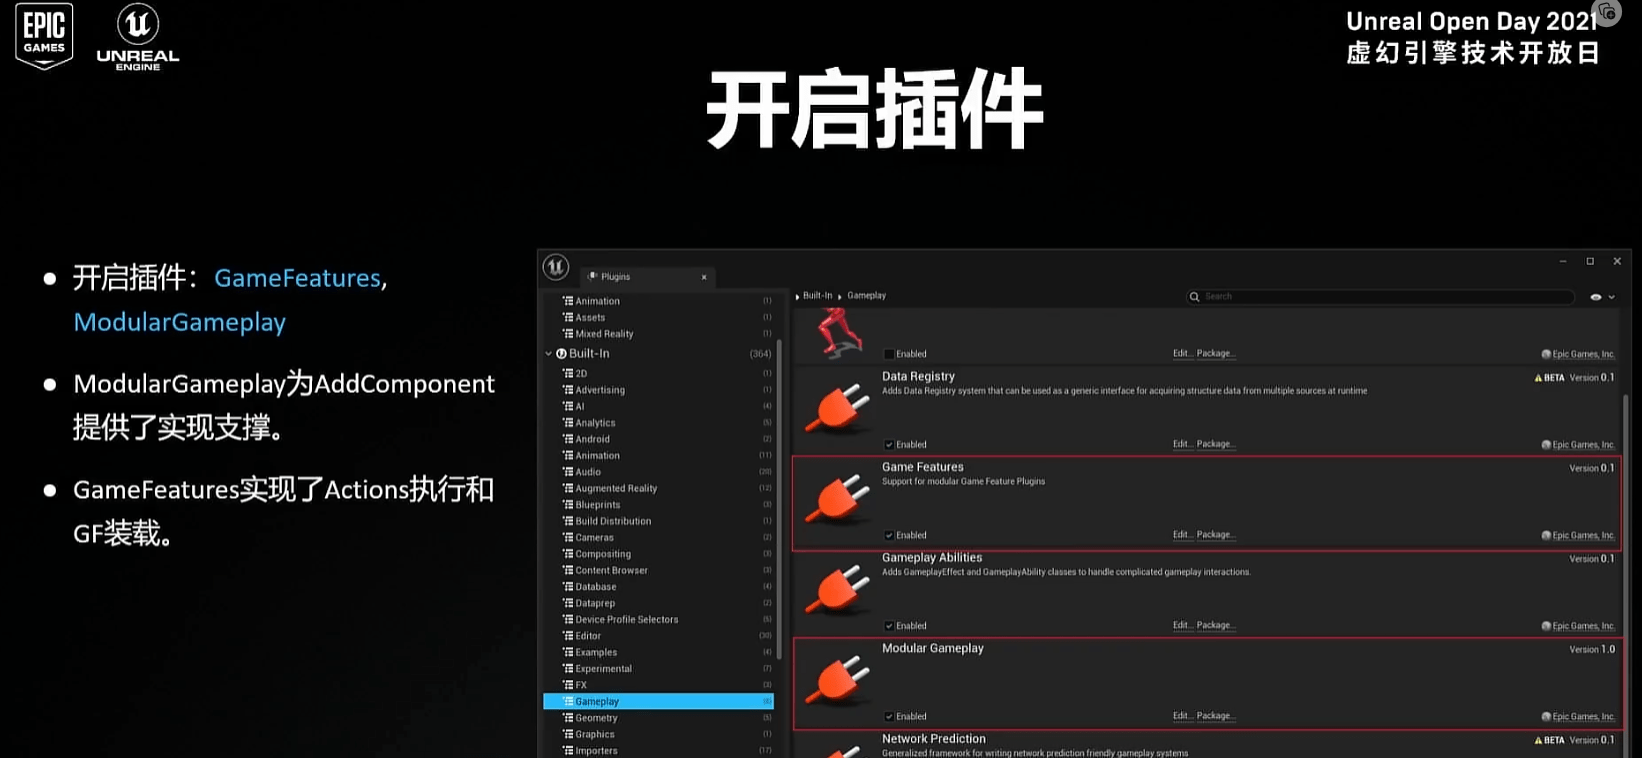 EPIC
GAMES
UNREAL
ENGINE
Unreal Open Day 2021
虚幻引擎技术开放日
开启插件
开启插件：GameFeatures,
ModularGameplay
ModularGameplay为AddComponent
提供了实现支撑。
GameFeatures实现了Actions执行和
GF装载。
Plugins
Animation (1)
Assets (1)
Mixed Reality (1)
Built-In (364)
2D (1)
Advertising (1)
AI (4)
Analytics (5)
Android (2)
Animation (11)
Audio (20)
Augmented Reality (12)
Blueprints (3)
Build Distribution (1)
Cameras (2)
Compositing (3)
Content Browser (3)
Database (4)
Dataprep (2)
Device Profile Selectors (5)
Editor (30)
Examples (4)
Experimental (7)
FX (3)
Gameplay
Geometry (5)
Graphics (1)
Importers (17)
Built-In Gameplay
Search
Enabled Edit... Package... Epic Games, Inc.
Data Registry BETA Version 0.1
Adds Data Registry system that can be used as a generic interface for acquiring structure data from multiple sources at runtime
Enabled Edit... Package... Epic Games, Inc.
Game Features Version 0.1
Support for modular Game Feature Plugins
Enabled Edit... Package... Epic Games, Inc.
Gameplay Abilities Version 0.1
Adds GameplayEffect and GameplayAbility classes to handle complicated gameplay interactions.
Enabled Edit... Package... Epic Games, Inc.
Modular Gameplay Version 1.0
Enabled Edit... Package... Epic Games, Inc.
Network Prediction BETA Version 0.1
Generalized framework for writing network prediction friendly gameplay systems